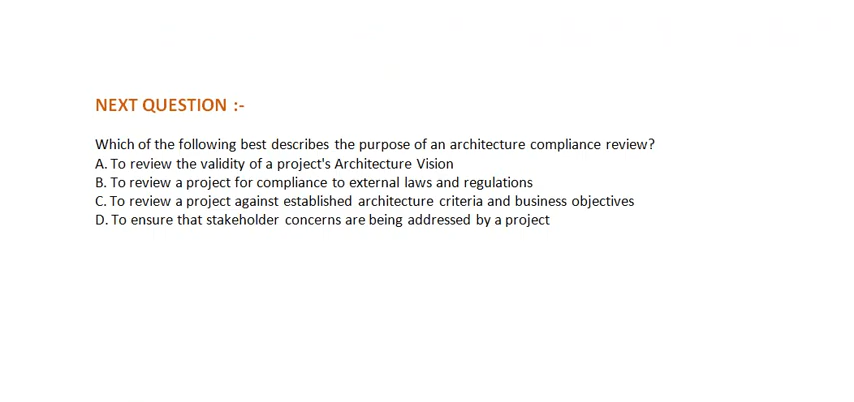 NEXT QUESTION :-
Which of the following best describes the purpose of an architecture compliance review?
A. To review the validity of a project's Architecture Vision
B. To review a project for compliance to external laws and regulations
C. To review a project against established architecture criteria and business objectives
D. To ensure that stakeholder concerns are being addressed by a project